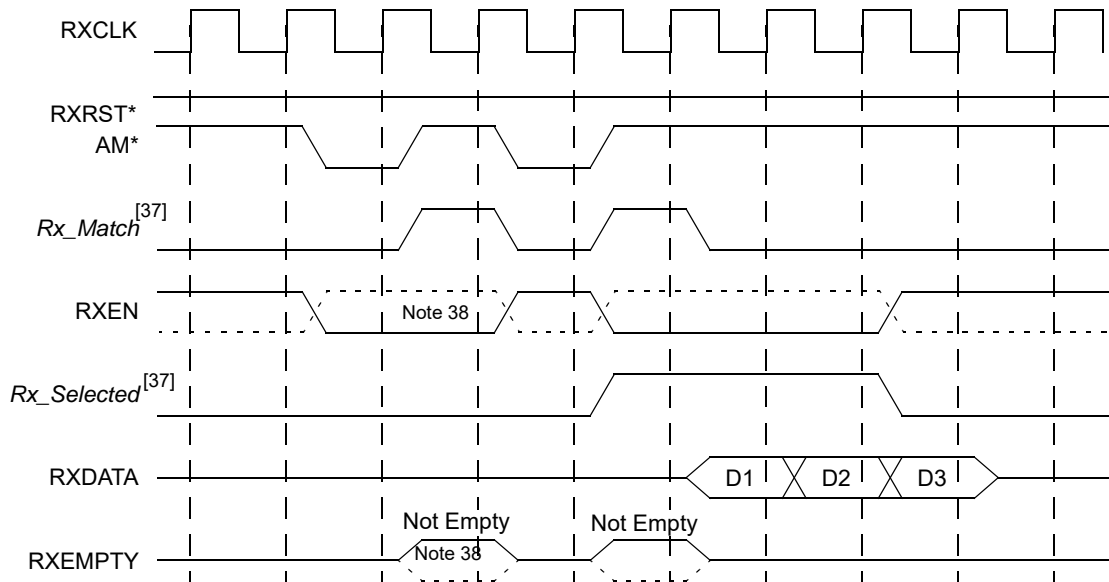 RXCLK
RXRST*
AM*
Rx_Match[37]
RXEN
Note 38
Rx_Selected[37]
RXDATA
D1 D2 D3
Not Empty Not Empty
RXEMPTY
Note 38